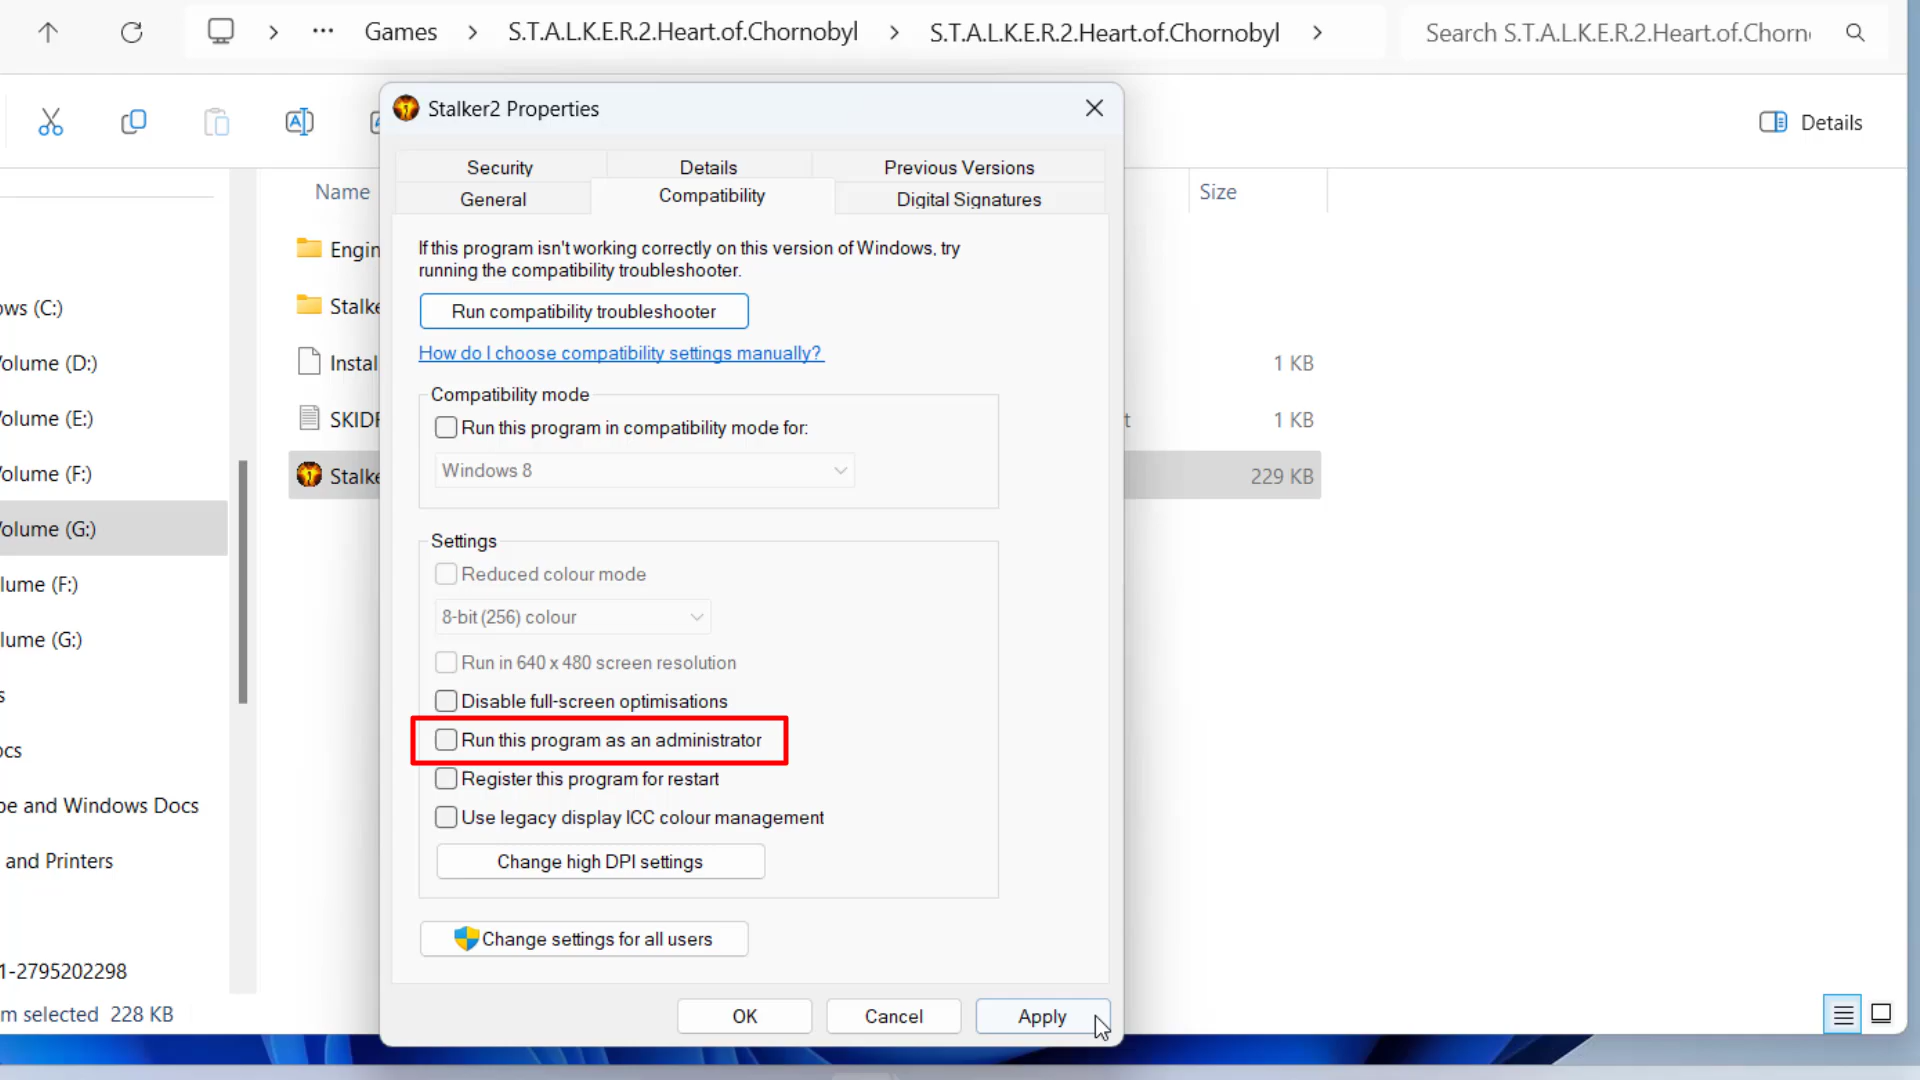 Games
S.T.A.L.K.E.R.2.Heart.of.Chornobyl
S.T.A.L.K.E.R.2.Heart.of.Chornobyl
Search S.T.A.L.K.E.R.2.Heart.of.Chorn
Details
Name
Size
ows (C:)
olume (D:)
olume (E:)
olume (F:)
olume (G:)
lume (F:)
lume (G:)
s
ocs
pe and Windows Docs
and Printers
1-2795202298
m selected 228 KB
Engin
Stalke
Instal
1 KB
SKIDR
t
1 KB
Stalke
229 KB
Stalker2 Properties
Security
Details
Previous Versions
General
Compatibility
Digital Signatures
If this program isn't working correctly on this version of Windows, try
running the compatibility troubleshooter.
Run compatibility troubleshooter
How do I choose compatibility settings manually?
Compatibility mode
Run this program in compatibility mode for:
Windows 8
Settings
Reduced colour mode
8-bit (256) colour
Run in 640 x 480 screen resolution
Disable full-screen optimisations
Run this program as an administrator
Register this program for restart
Use legacy display ICC colour management
Change high DPI settings
Change settings for all users
OK
Cancel
Apply